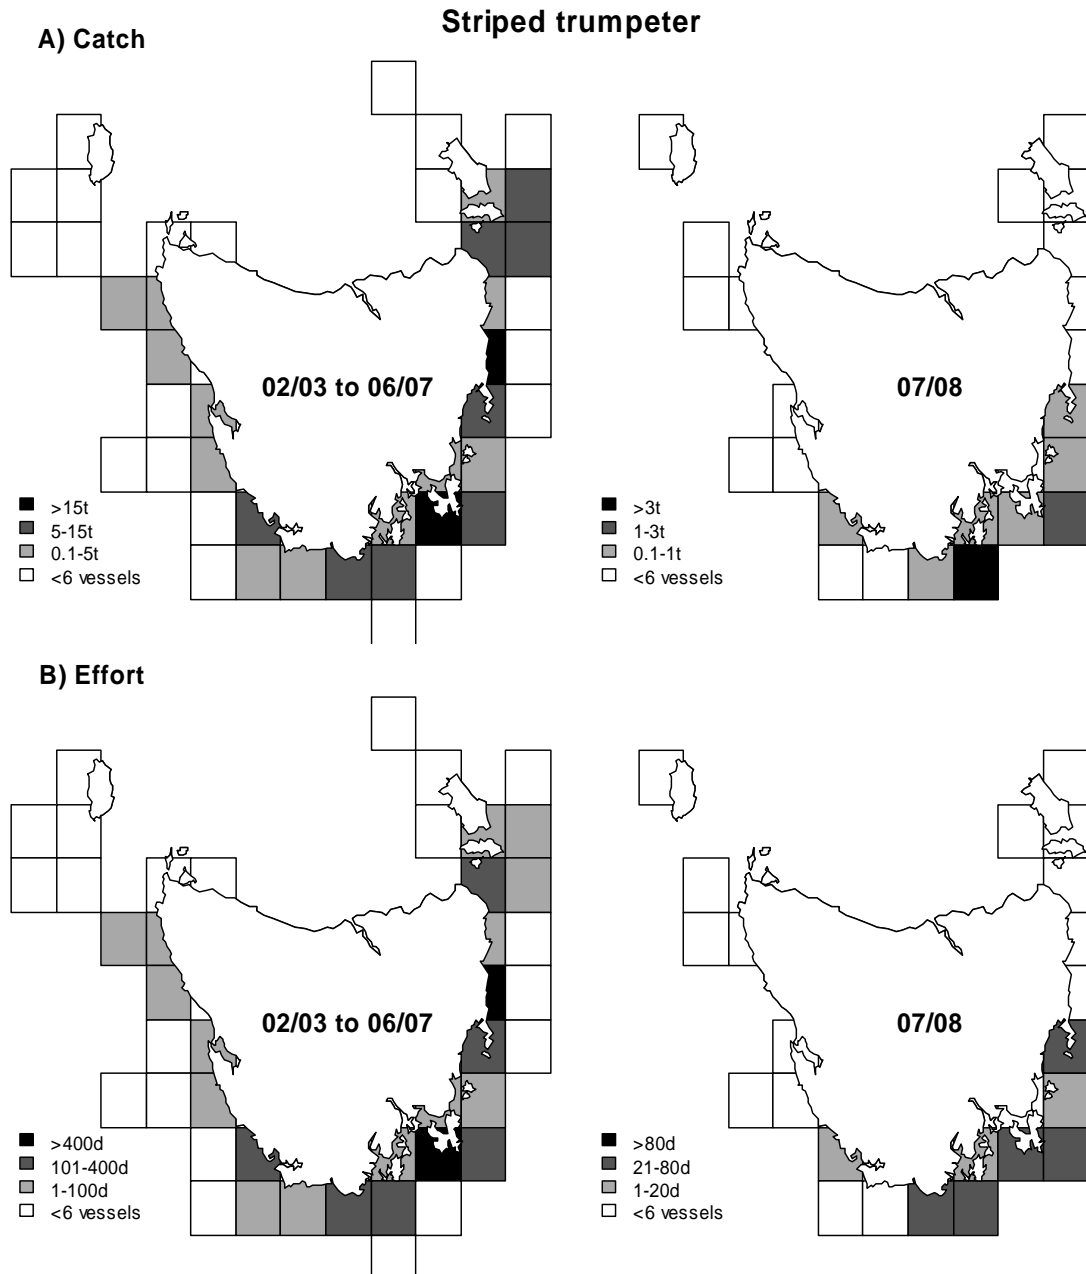 Striped trumpeter
A) Catch
02/03 to 06/07
>15t
5-15t
0.1-5t
<6 vessels
07/08
>3t
1-3t
0.1-1t
<6 vessels
B) Effort
02/03 to 06/07
>400d
101-400d
1-100d
<6 vessels
07/08
>80d
21-80d
1-20d
<6 vessels